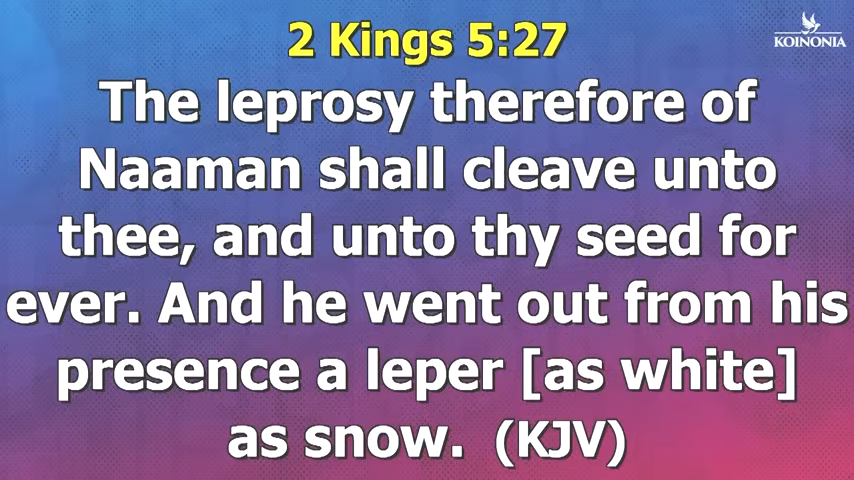 2 Kings 5:27
KOINONIA
The leprosy therefore of
Naaman shall cleave unto
thee, and unto thy seed for
ever. And he went out from his
presence a leper [as white]
as snow. (KJV)